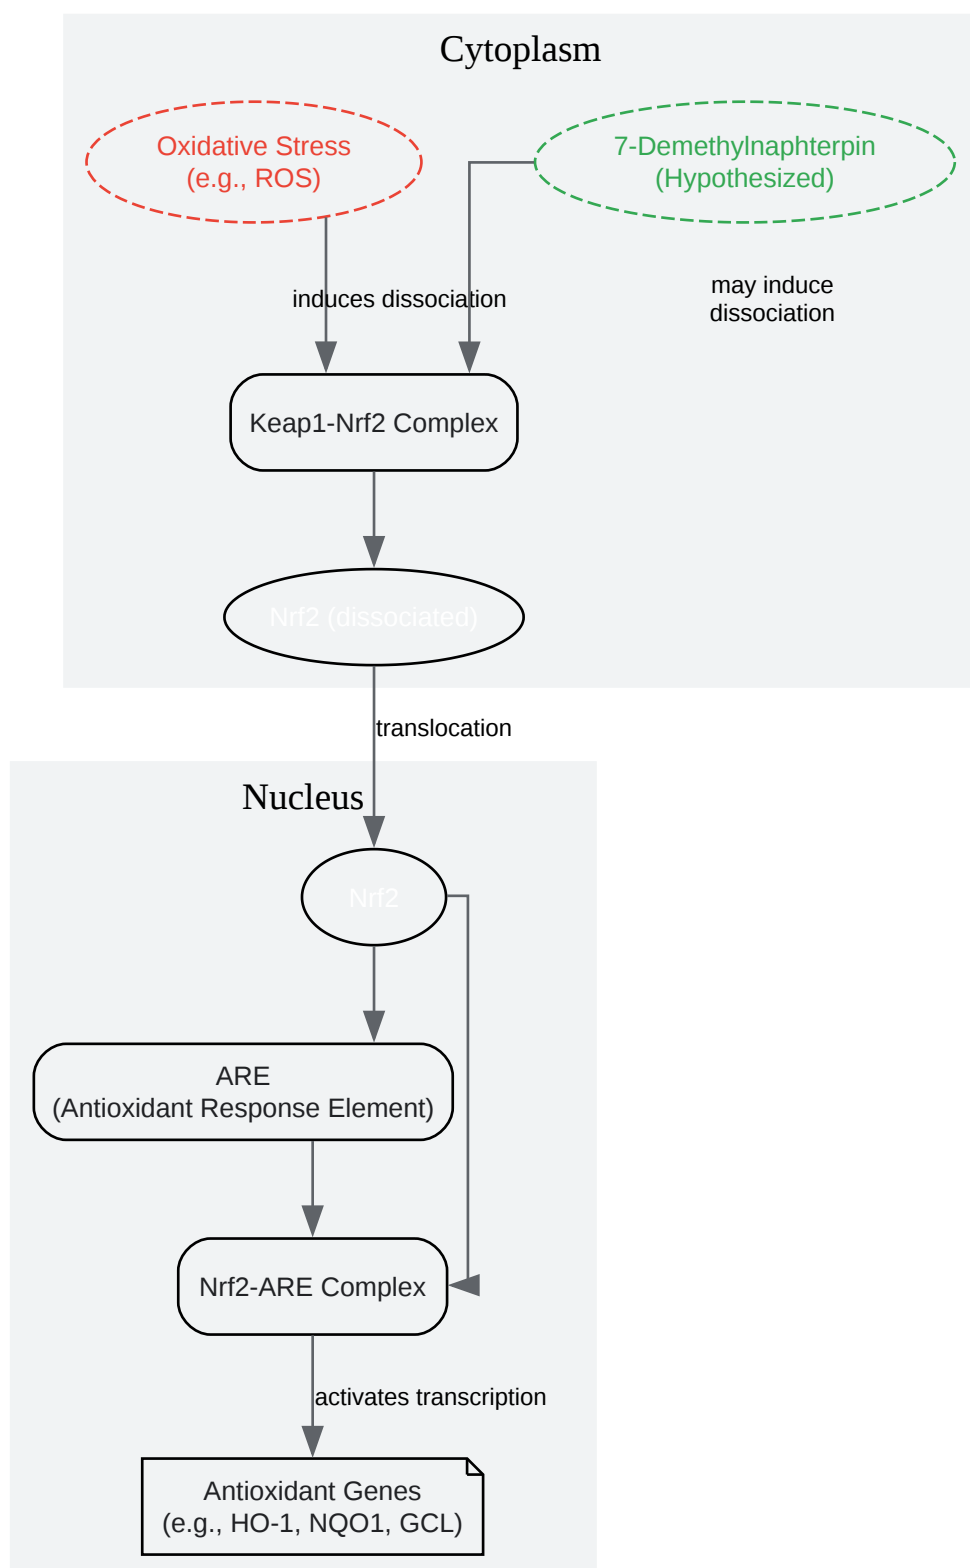 Cytoplasm
Oxidative Stress
(e.g., ROS)
7-Demethylnaphterpin
(Hypothesized)
induces dissociation
may induce
dissociation
Keap1-Nrf2 Complex
Nrf2 (dissociated)
translocation
Nucleus
Nrf2
ARE
(Antioxidant Response Element)
Nrf2-ARE Complex
activates transcription
Antioxidant Genes
(e.g., HO-1, NQO1, GCL)